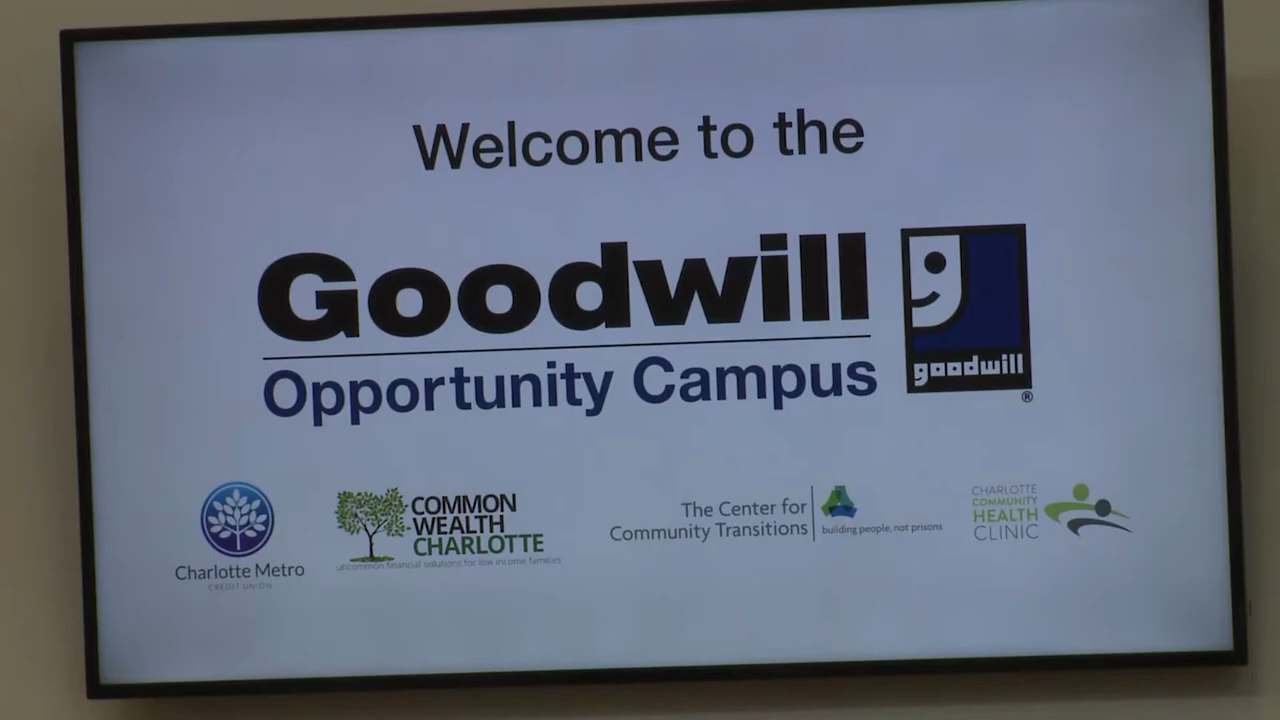 Welcome to the
Goodwill
Opportunity Campus
goodwill
®
Charlotte Metro
CREDIT UNION
COMMON
WEALTH
CHARLOTTE
uncommon financial solutions for low income families
The Center for
Community Transitions
building people, not prisons
CHARLOTTE
COMMUNITY
HEALTH
CLINIC